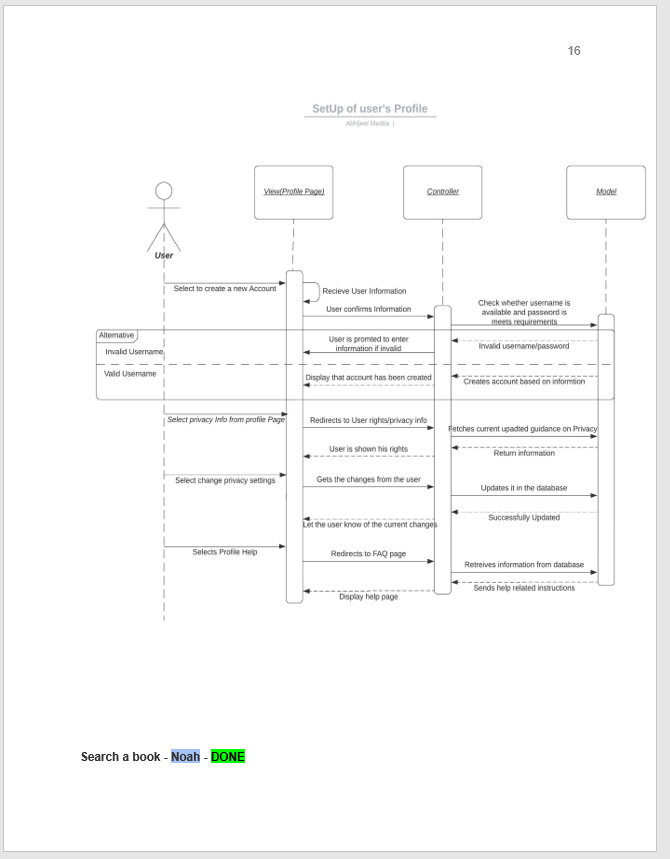 16
SetUp of user's Profile
Abhijeet Medtia |
View(Profile Page)
Controller
Model
User
Select to create a new Account
Recieve User Information
User confirms Information
Check whether username is
available and password is
meets requirements
Alternative
Invalid Username
User is promted to enter
information if invalid
Invalid username/password
Valid Username
Display that account has been created
Creates account based on informtion
Select privacy Info from profile Page
Redirects to User rights/privacy info
Fetches current upadted guidance on Privacy
User is shown his rights
Return information
Select change privacy settings
Gets the changes from the user
Updates it in the database
Let the user know of the current changes
Successfully Updated
Selects Profile Help
Redirects to FAQ page
Retreives information from database
Display help page
Sends help related instructions
Search a book - Noah - DONE